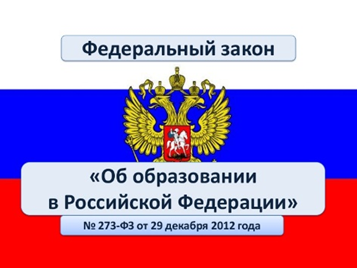 Федеральный закон
«Об образовании
в Российской Федерации»
№ 273-ФЗ от 29 декабря 2012 года